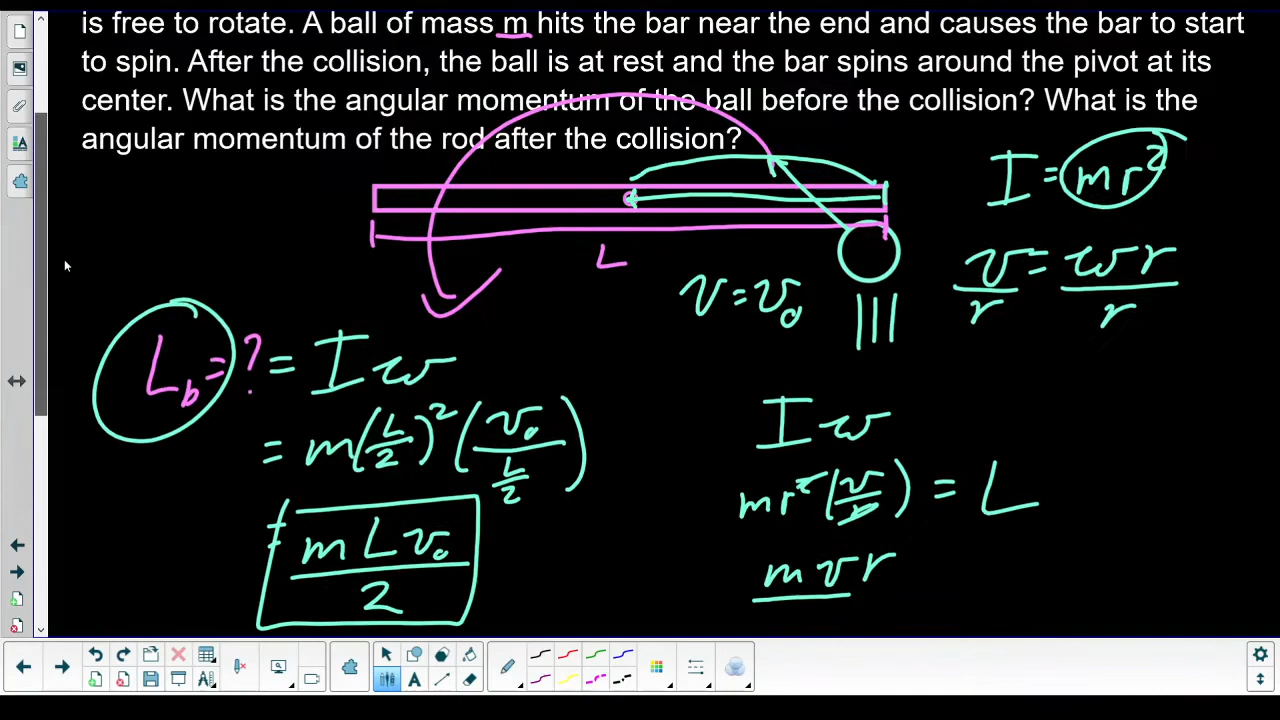 is free to rotate. A ball of mass m hits the bar near the end and causes the bar to start
to spin. After the collision, the ball is at rest and the bar spins around the pivot at its
center. What is the angular momentum of the ball before the collision? What is the
angular momentum of the rod after the collision?
I = mr²
L
v = v₀
v/r = ωr/r
L_b = ? = Iω
= m(L/2)² (v₀/(L/2))
= mLv₀/2
Iω
mr²(v/r) = L
mvr